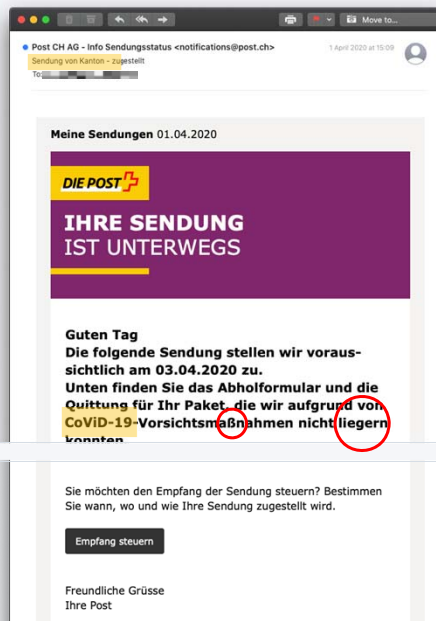 Move to...
Post CH AG - Info Sendungsstatus <notifications@post.ch>
1 April 2020 at 15:09
Sendung von Kanton - zugestellt
To:
Meine Sendungen 01.04.2020
DIE POST
IHRE SENDUNG
IST UNTERWEGS
Guten Tag
Die folgende Sendung stellen wir voraus-
sichtlich am 03.04.2020 zu.
Unten finden Sie das Abholformular und die
Quittung für Ihr Paket, die wir aufgrund von
CoViD-19-Vorsichtsmaßnahmen nicht liegern
konnten
Sie möchten den Empfang der Sendung steuern? Bestimmen
Sie wann, wo und wie Ihre Sendung zugestellt wird.
Empfang steuern
Freundliche Grüsse
Ihre Post